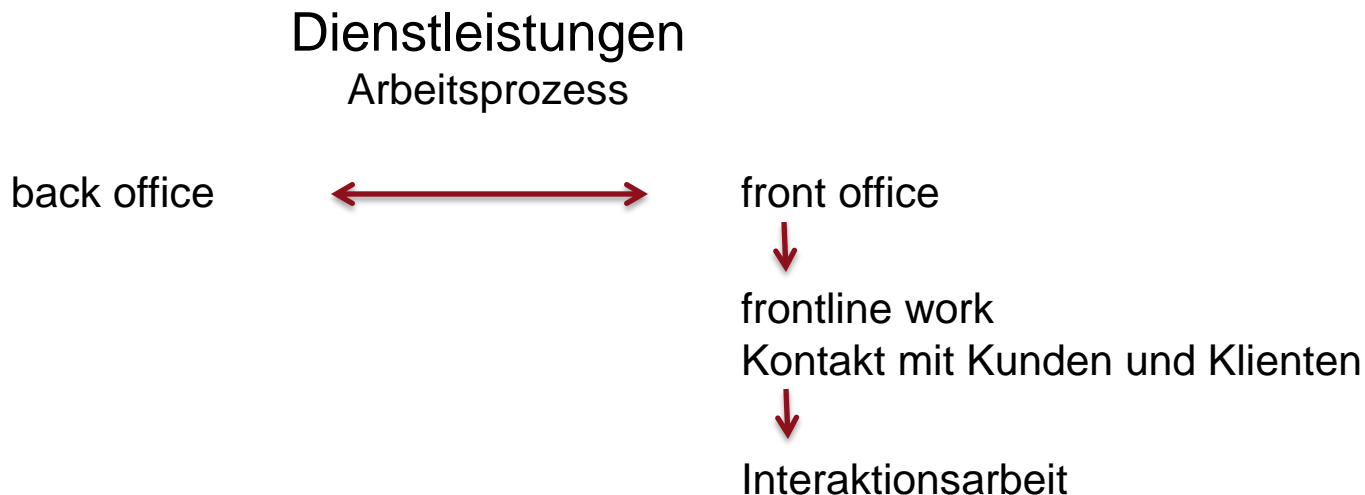 Dienstleistungen
Arbeitsprozess
back office
front office
frontline work
Kontakt mit Kunden und Klienten
Interaktionsarbeit